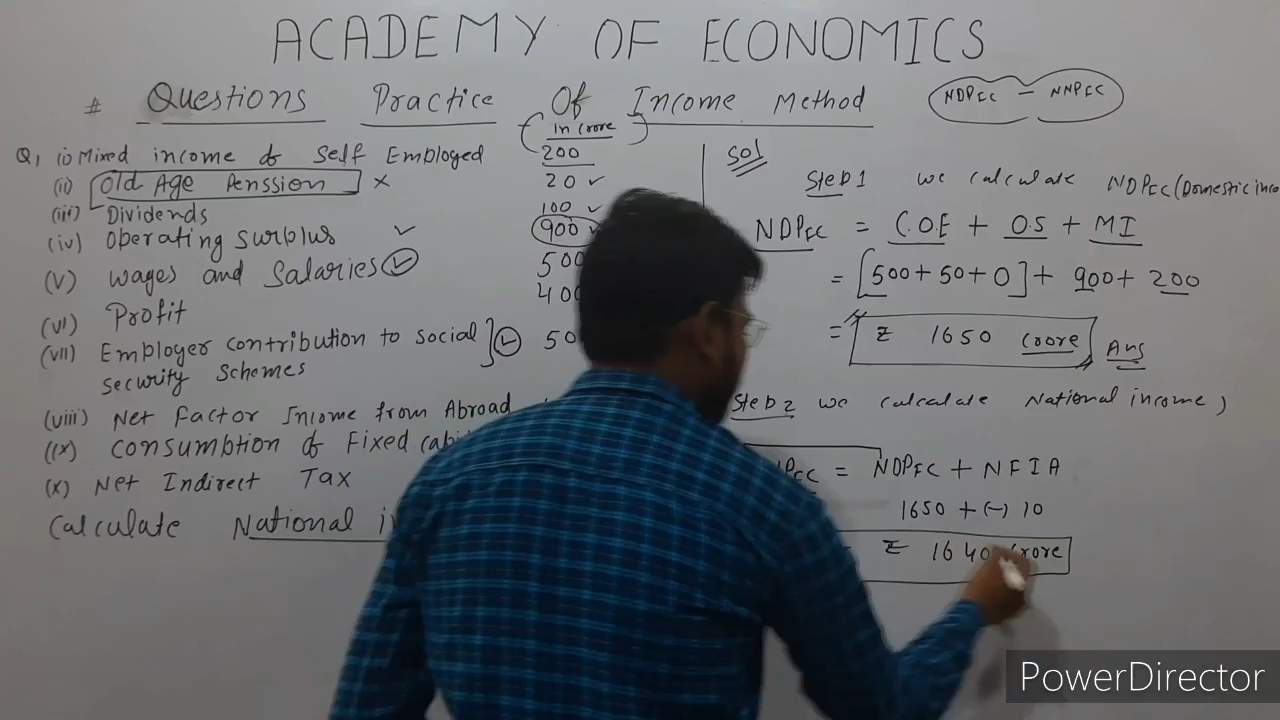 ACADEMY OF ECONOMICS
# Questions Practice Of Income Method
NDPFC - NNPFC
(in crore)
Q1 (i) Mixed income of Self Employed 200
(ii) Old Age Penssion × 20 ✓
(iii) Dividends 100 ✓
(iv) Operating Surplus ✓ 900 ✓
(v) Wages and Salaries ✓ 500
(vi) Profit 400
(vii) Employer contribution to Social ✓ 50
Security Schemes
(viii) Net Factor Iniome from Abroad
(ix) Consumption of Fixed
(x) Net Indirect Tax
Calculate National
Sol
Step 1 we calculate NDPFC (Domestic inco
NDPFC = C.O.E + O.S + MI
= [500+50+0] + 900+ 200
= ₹ 1650 Crore Ans
Step 2 we calculate National income)
= NDPFC + NFIA
1650 + (-) 10
₹ 1640 Crore
PowerDirector